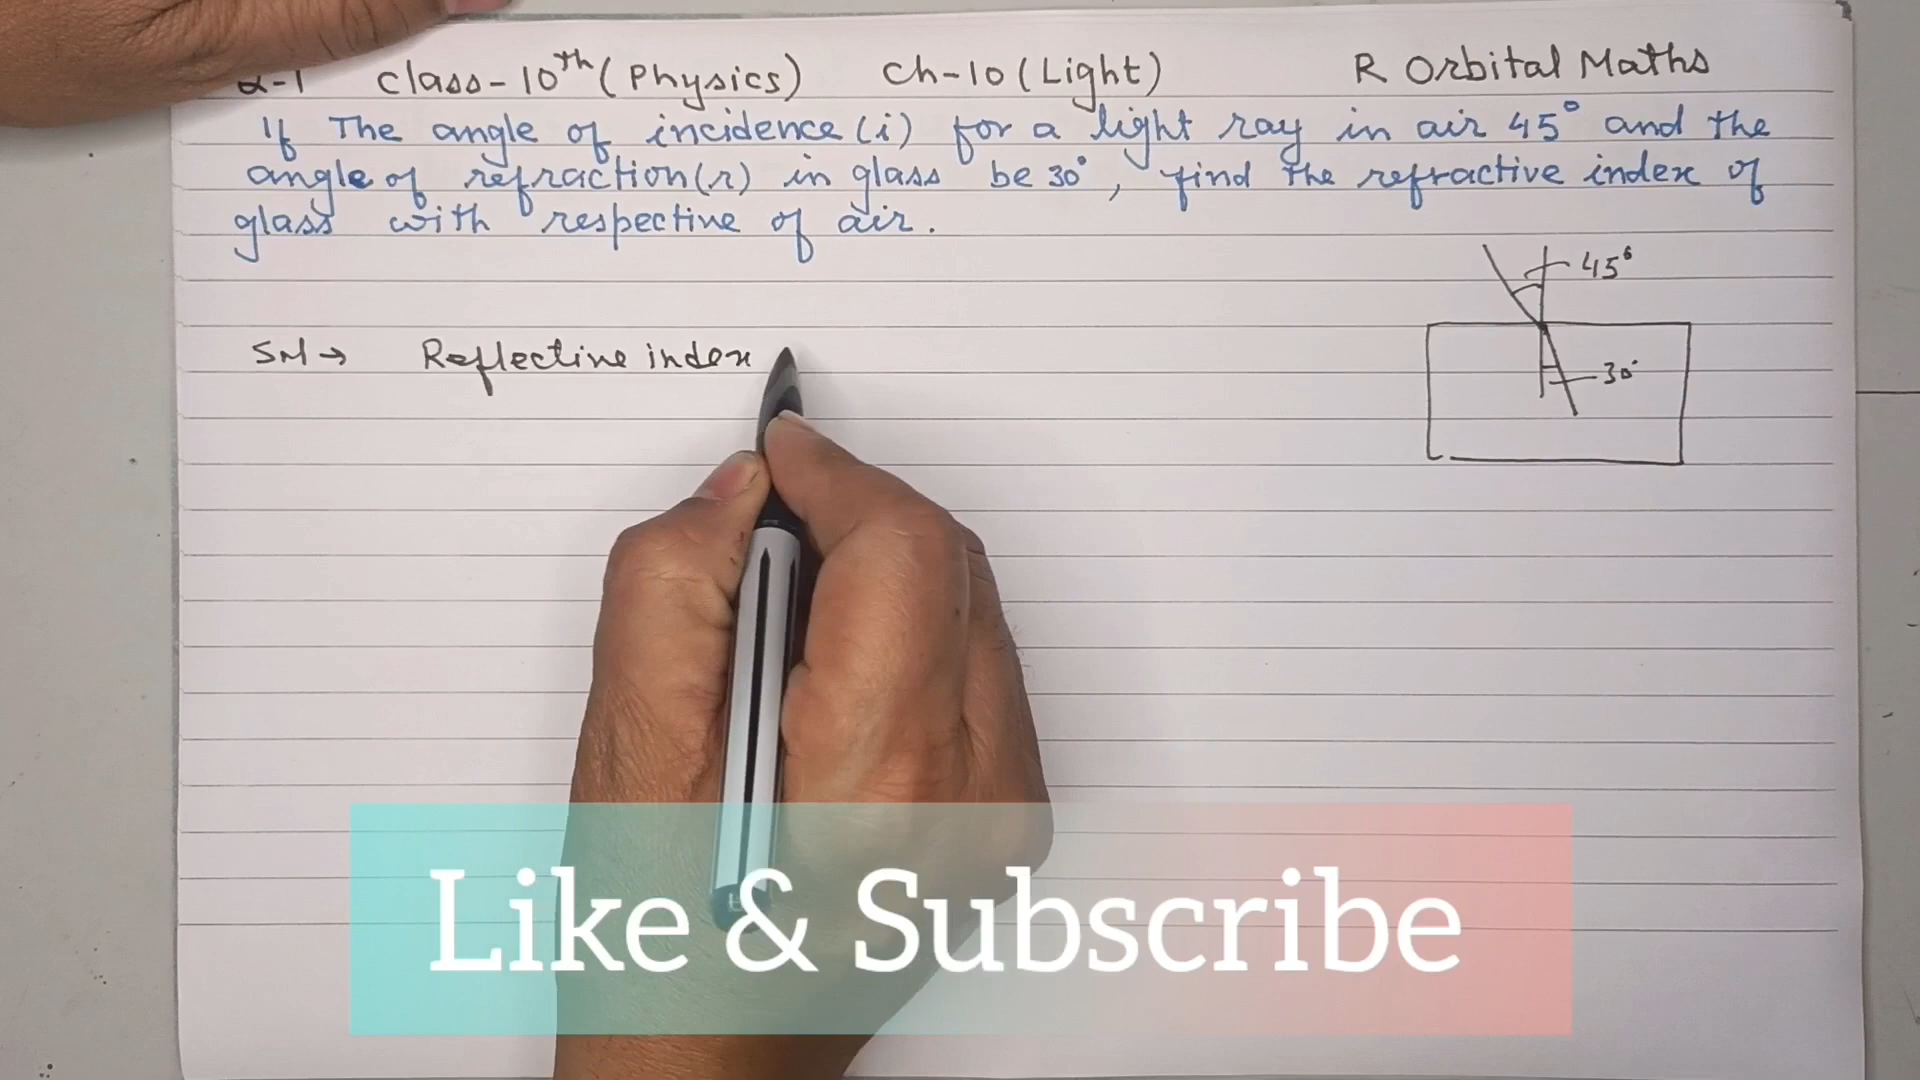 Q-1 Class-10th (Physics) Ch-10 (Light) R Orbital Maths
If The angle of incidence (i) for a light ray in air 45° and the
angle of refraction (r) in glass be 30°, find the refractive index of
glass with respective of air.
45°
Sol → Reflective index
30°
Like & Subscribe